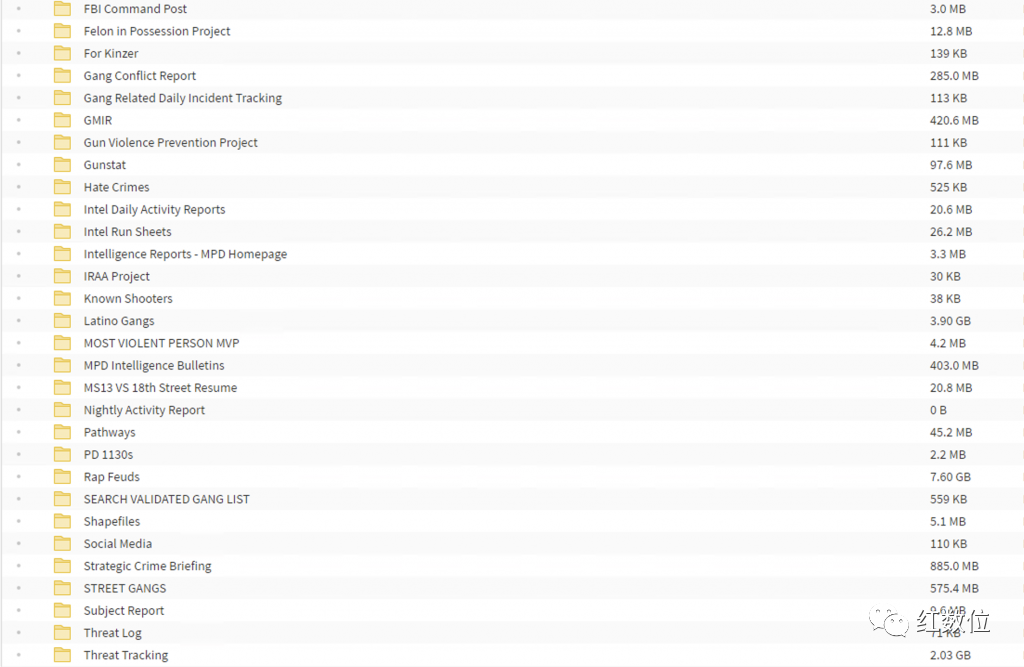 FBI Command Post 3.0 MB
Felon in Possession Project 12.8 MB
For Kinzer 139 KB
Gang Conflict Report 285.0 MB
Gang Related Daily Incident Tracking 113 KB
GMIR 420.6 MB
Gun Violence Prevention Project 111 KB
Gunstat 97.6 MB
Hate Crimes 525 KB
Intel Daily Activity Reports 20.6 MB
Intel Run Sheets 26.2 MB
Intelligence Reports - MPD Homepage 3.3 MB
IRAA Project 30 KB
Known Shooters 38 KB
Latino Gangs 3.90 GB
MOST VIOLENT PERSON MVP 4.2 MB
MPD Intelligence Bulletins 403.0 MB
MS13 VS 18th Street Resume 20.8 MB
Nightly Activity Report 0 B
Pathways 45.2 MB
PD 1130s 2.2 MB
Rap Feuds 7.60 GB
SEARCH VALIDATED GANG LIST 559 KB
Shapefiles 5.1 MB
Social Media 110 KB
Strategic Crime Briefing 885.0 MB
STREET GANGS 575.4 MB
Subject Report 9.6 MB
红数位
Threat Log 71 KB
Threat Tracking 2.03 GB